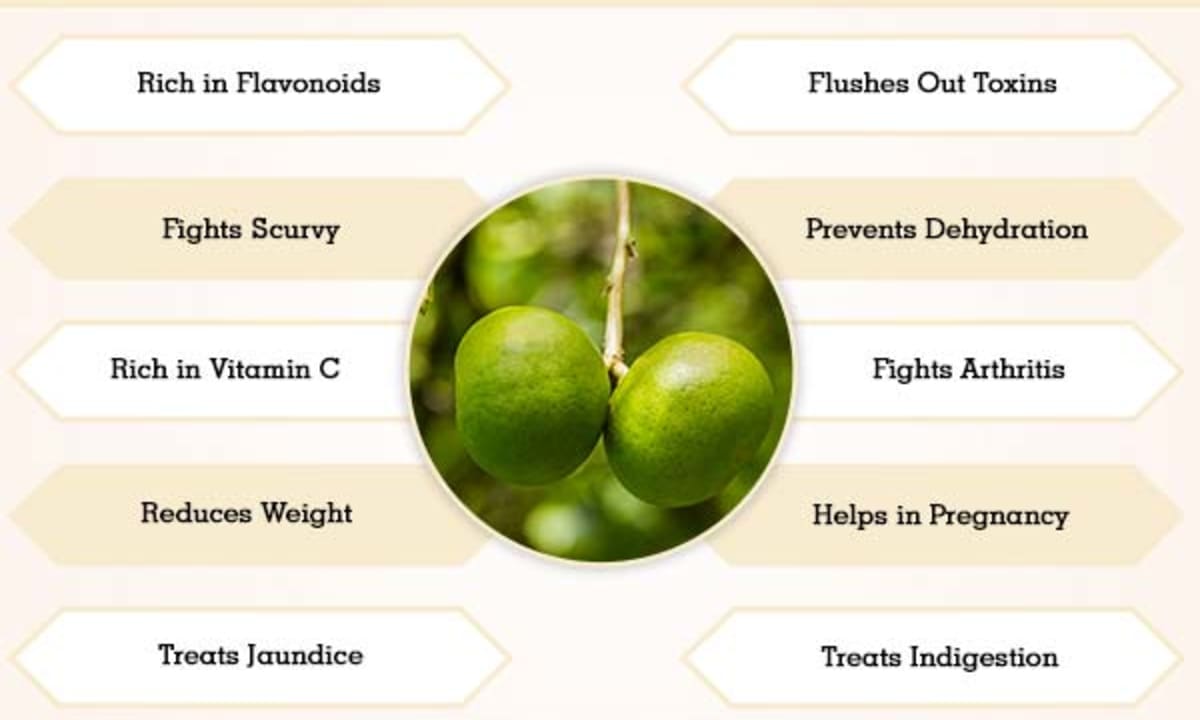 Rich in Flavonoids
Flushes Out Toxins
Fights Scurvy
Prevents Dehydration
Rich in Vitamin C
Fights Arthritis
Reduces Weight
Helps in Pregnancy
Treats Jaundice
Treats Indigestion